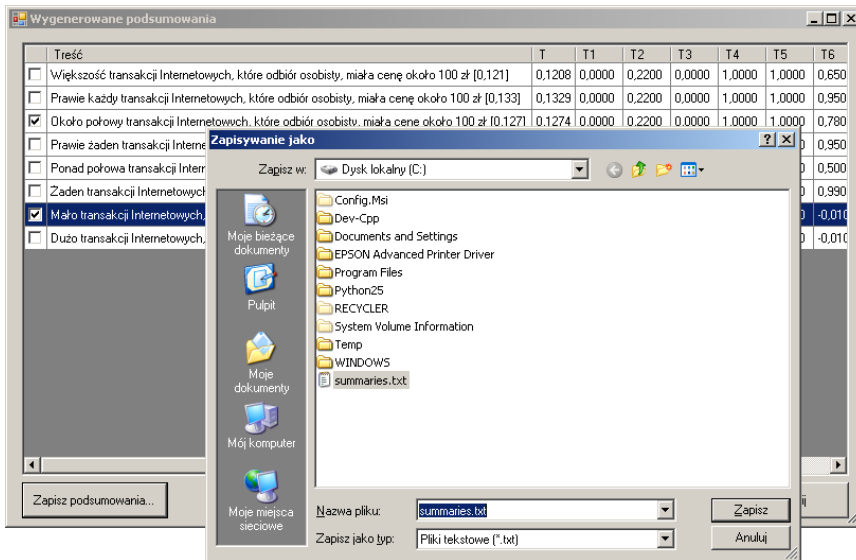 Wygenerowane podsumowania
Treść T T1 T2 T3 T4 T5 T6
Większość transakcji Internetowych, które odbiór osobisty, miała cenę około 100 zł [0,121] 0,1208 0,0000 0,2200 0,0000 1,0000 1,0000 0,650
Prawie każdy transakcji Internetowych, które odbiór osobisty, miała cenę około 100 zł [0,133] 0,1329 0,0000 0,2200 0,0000 1,0000 1,0000 0,950
Około połowy transakcji Internetowych, które odbiór osobisty, miała cenę około 100 zł [0,127] 0,1274 0,0000 0,2200 0,0000 1,0000 1,0000 0,780
Prawie żaden transakcji Internetowych 0,950
Ponad połowa transakcji Intern 0,500
Żaden transakcji Internetowych 0,990
Mało transakcji Internetowych, -0,010
Dużo transakcji Internetowych, -0,010
Zapisz podsumowania...
Zapisywanie jako
Zapisz w: Dysk lokalny (C:)
Moje bieżące
dokumenty
Pulpit
Moje
dokumenty
Mój komputer
Moje miejsca
sieciowe
Config.Msi
Dev-Cpp
Documents and Settings
EPSON Advanced Printer Driver
Program Files
Python25
RECYCLER
System Volume Information
Temp
WINDOWS
summaries.txt
Nazwa pliku: summaries.txt Zapisz
Zapisz jako typ: Pliki tekstowe (*.txt) Anuluj